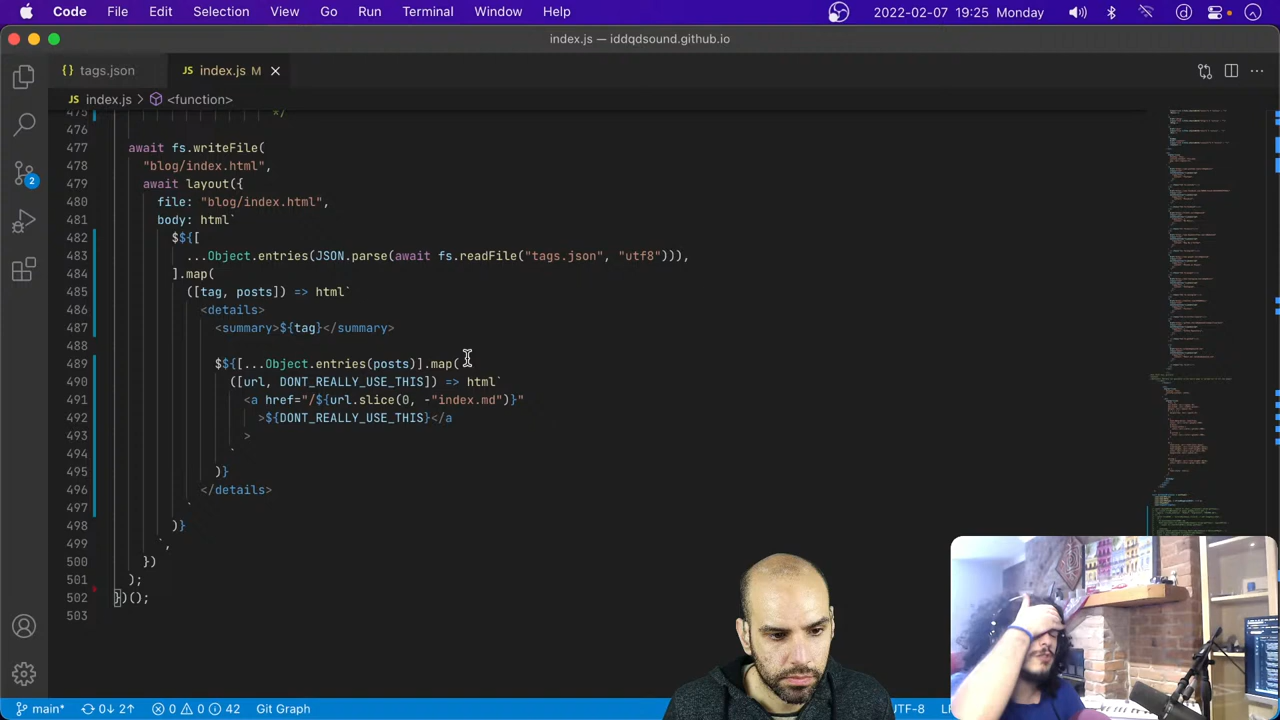 Code File Edit Selection View Go Run Terminal Window Help 2022-02-07 19:25 Monday
index.js — iddqdsound.github.io
{ } tags.json JS index.js M
JS index.js > <function>
475 */
476
477 await fs.writeFile(
478 "blog/index.html",
479 await layout({
480 file: "blog/index.html",
481 body: html`
482 $${[
483 ...Object.entries(JSON.parse(await fs.readFile("tags.json", "utf8"))),
484 ].map(
485 ([tag, posts]) => html`
486 <details>
487 <summary>${tag}</summary>
488
489 $${[...Object.entries(posts)].map(
490 ([url, DONT_REALLY_USE_THIS]) => html`
491 <a href="/${url.slice(0, -"index.md")}"
492 >${DONT_REALLY_USE_THIS}</a
493 >
494 `
495 )}
496 </details>
497 `
498 )}
499 `,
500 })
501 );
502 })();
503
2
main* 0↓ 2↑ 0 0 42 Git Graph UTF-8